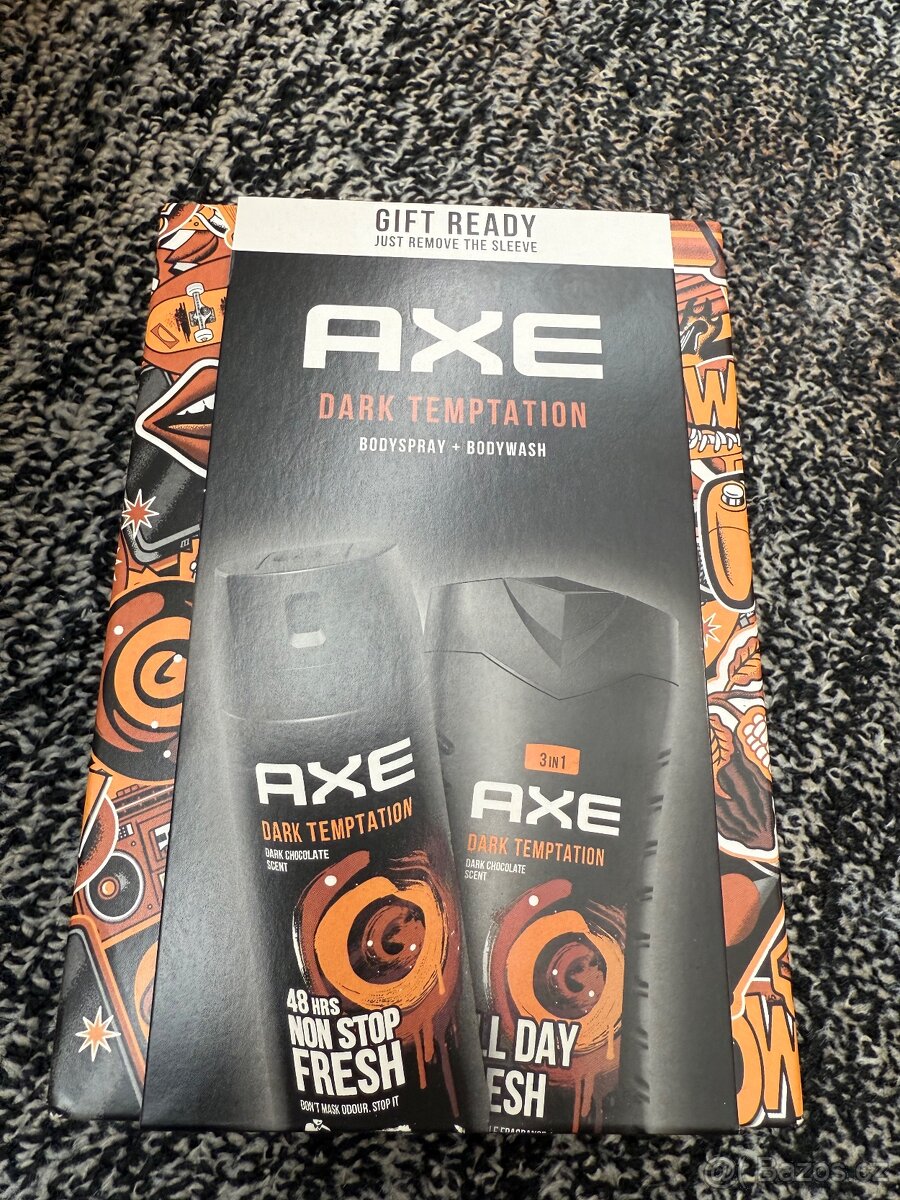 GIFT READY
JUST REMOVE THE SLEEVE
AXE
DARK TEMPTATION
BODYSPRAY + BODYWASH
AXE
DARK TEMPTATION
DARK CHOCOLATE
SCENT
48 HRS
NON STOP
FRESH
DON'T MASK ODOUR. STOP IT
3 IN 1
AXE
DARK TEMPTATION
DARK CHOCOLATE
SCENT
LL DAY
ESH
Bazos.cz